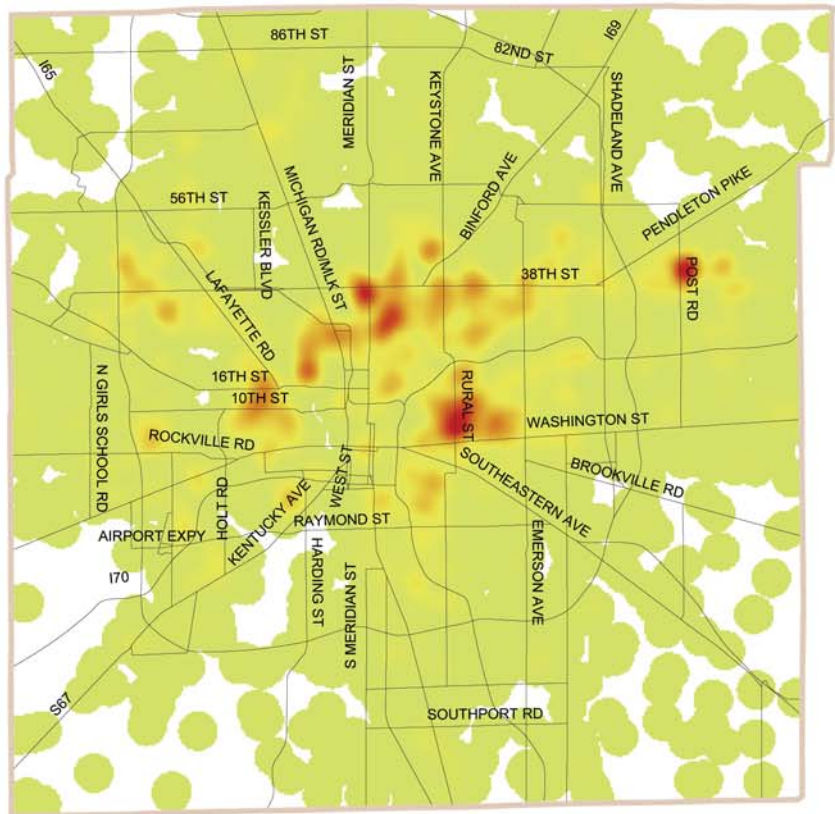 86TH ST
82ND ST
I69
I65
MERIDIAN ST
KEYSTONE AVE
SHADELAND AVE
BINFORD AVE
MICHIGAN RD/MLK ST
PENDLETON PIKE
56TH ST
KESSLER BLVD
38TH ST
POST RD
LAFAYETTE RD
16TH ST
10TH ST
N GIRLS SCHOOL RD
RURAL ST
WASHINGTON ST
ROCKVILLE RD
WEST ST
SOUTHEASTERN AVE
BROOKVILLE RD
HOLT RD
KENTUCKY AVE
RAYMOND ST
AIRPORT EXPY
EMERSON AVE
HARDING ST
S MERIDIAN ST
I70
S67
SOUTHPORT RD